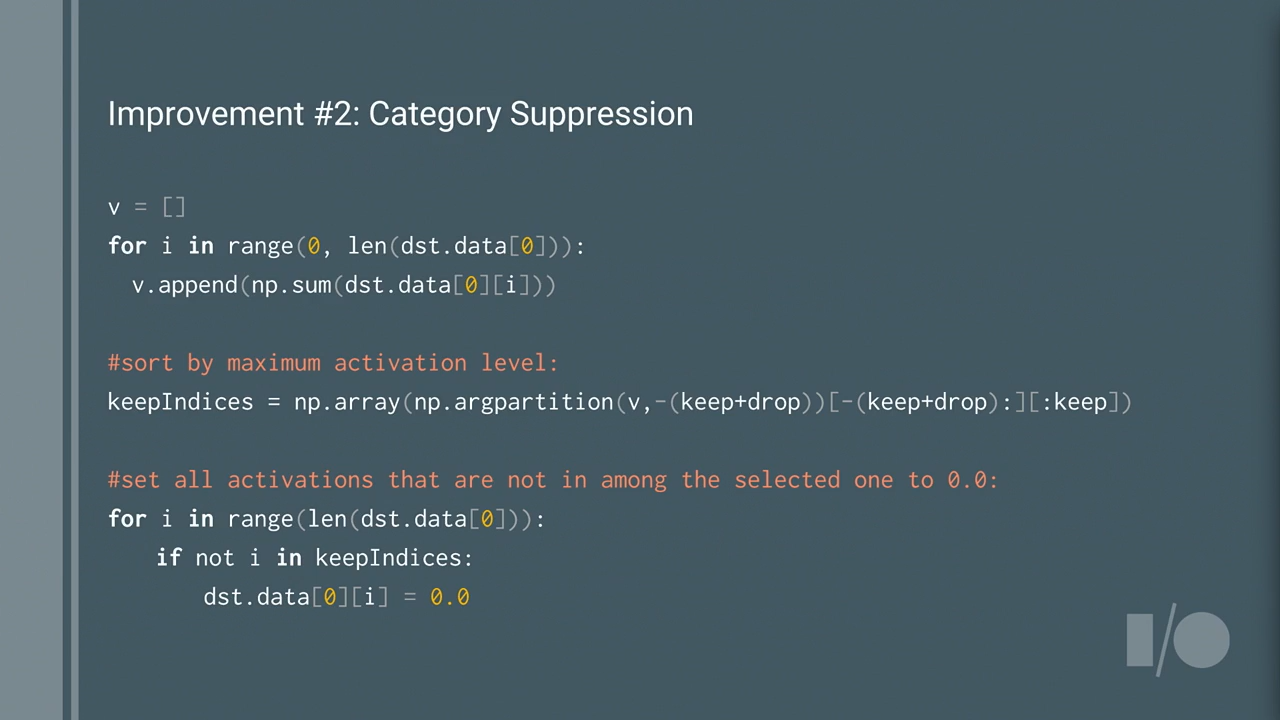 Improvement #2: Category Suppression
v = []
for i in range(0, len(dst.data[0])):
  v.append(np.sum(dst.data[0][i]))
#sort by maximum activation level:
keepIndices = np.array(np.argpartition(v,-(keep+drop))[-(keep+drop):][:keep])
#set all activations that are not in among the selected one to 0.0:
for i in range(len(dst.data[0])):
    if not i in keepIndices:
        dst.data[0][i] = 0.0
I/O